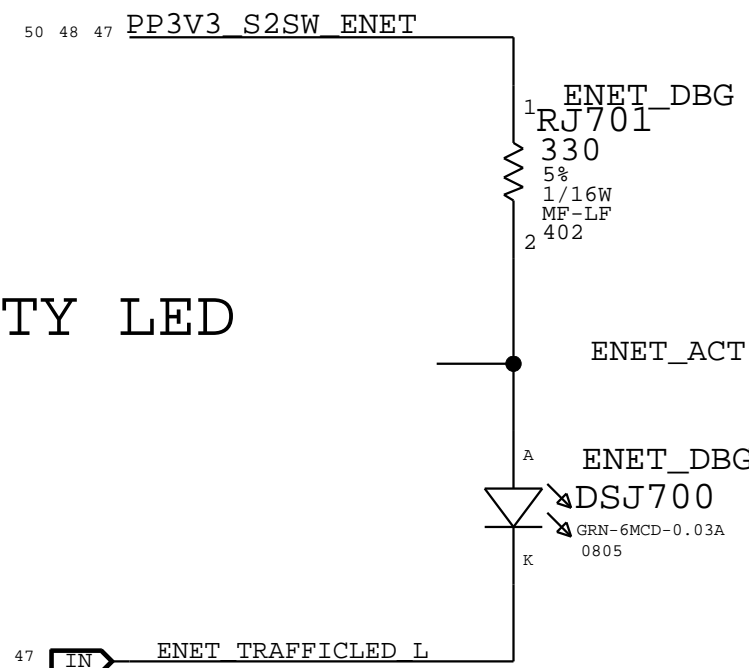 50 48 47 PP3V3_S2SW_ENET
1 ENET_DBG
RJ701
330
5%
1/16W
MF-LF
2 402
TY LED
ENET_ACT
A ENET_DBG
DSJ700
GRN-6MCD-0.03A
0805
K
47 IN ENET_TRAFFICLED_L